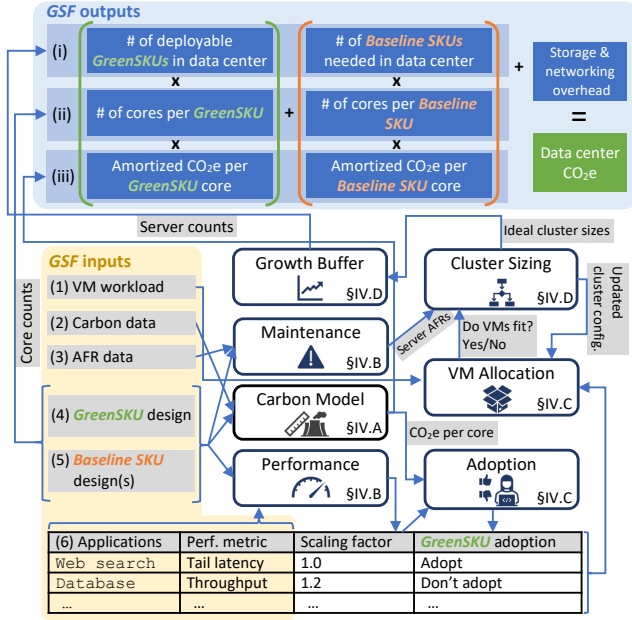 GSF outputs
(i)
# of deployable
GreenSKUs in data center
# of Baseline SKUs
needed in data center
+
Storage &
networking
overhead
x
x
(ii)
# of cores per GreenSKU
+
# of cores per Baseline
SKU
=
x
x
(iii)
Amortized CO2e per
GreenSKU core
Amortized CO2e per
Baseline SKU core
Data center
CO2e
Server counts
Ideal cluster sizes
Core counts
GSF inputs
(1) VM workload
(2) Carbon data
(3) AFR data
(4) GreenSKU design
(5) Baseline SKU
design(s)
Growth Buffer
§IV.D
Cluster Sizing
§IV.D
Updated
cluster config.
Maintenance
§IV.B
Server AFRs
Do VMs fit?
Yes/No
Carbon Model
§IV.A
VM Allocation
§IV.C
CO2e per core
Performance
§IV.B
Adoption
§IV.C
(6) Applications Perf. metric Scaling factor GreenSKU adoption
Web search Tail latency 1.0 Adopt
Database Throughput 1.2 Don't adopt
... ... ... ...